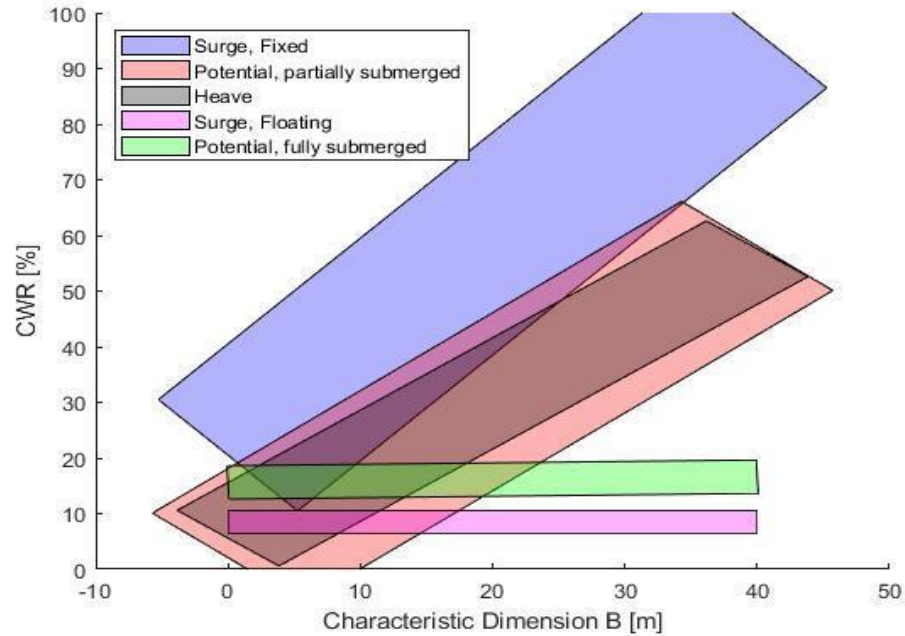 100
90
80
70
60
50
40
30
20
10
0
CWR [%]
Surge, Fixed
Potential, partially submerged
Heave
Surge, Floating
Potential, fully submerged
-10 0 10 20 30 40 50
Characteristic Dimension B [m]